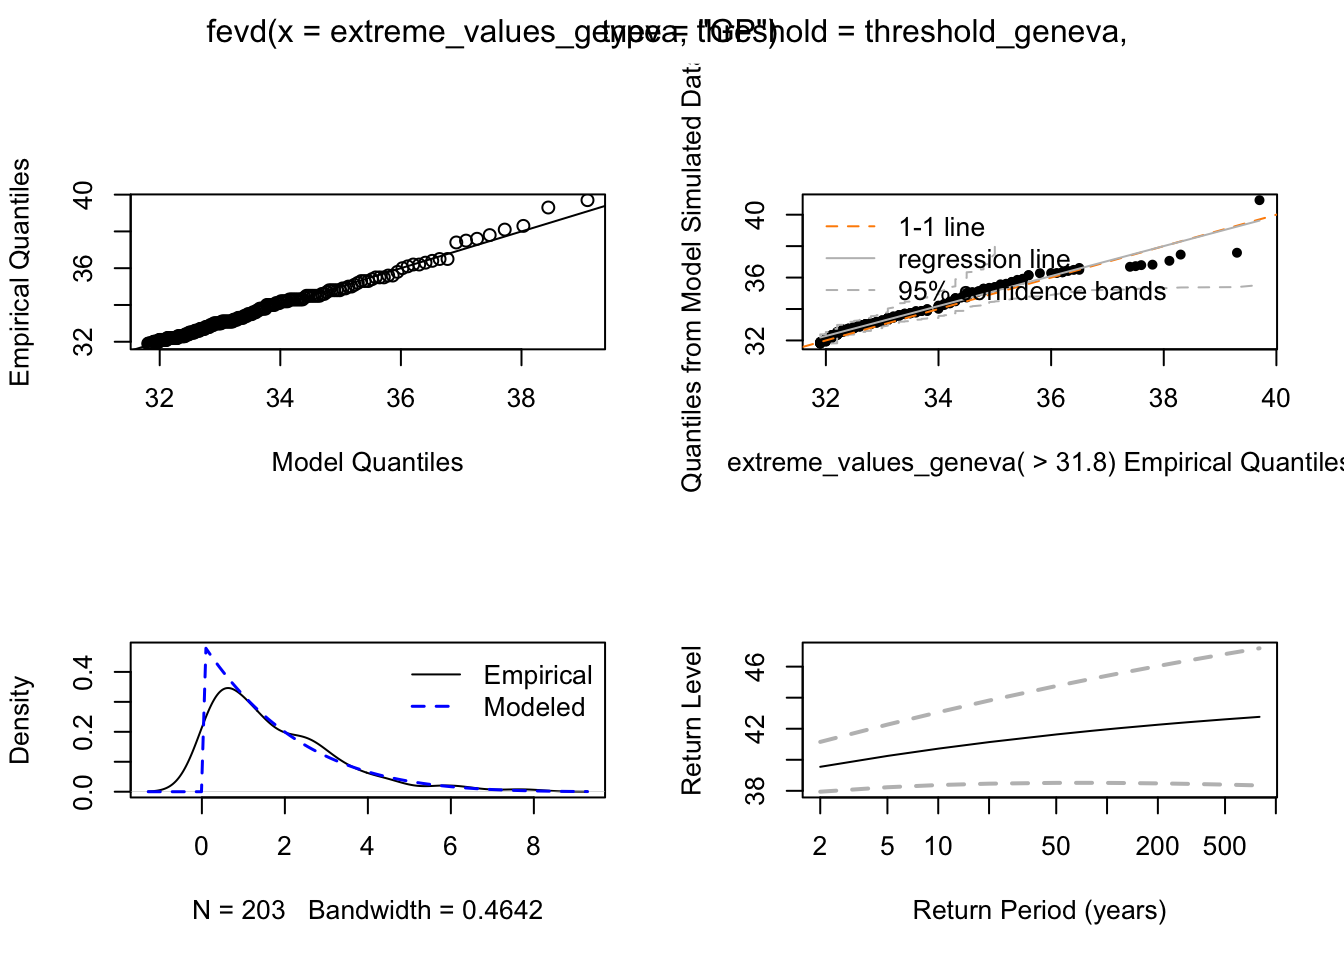 fevd(x = extreme_values_geneva, threshold = threshold_geneva,
type = "GP")
Empirical Quantiles
32 36 40
32 34 36 38
Model Quantiles
Quantiles from Model Simulated Data
32 36 40
1-1 line
regression line
95% confidence bands
32 34 36 38 40
extreme_values_geneva( > 31.8) Empirical Quantiles
Density
0.0 0.2 0.4
Empirical
Modeled
0 2 4 6 8
N = 203 Bandwidth = 0.4642
Return Level
38 42 46
2 5 10 50 200 500
Return Period (years)